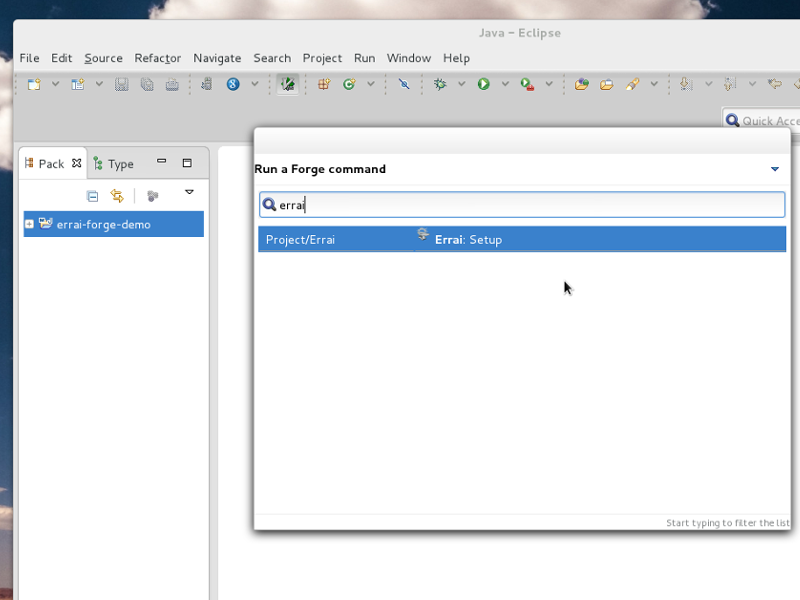 Java – Eclipse
File Edit Source Refactor Navigate Search Project Run Window Help
Quick Acce
Pack Type
Run a Forge command
errai
errai-forge-demo
Project/Errai Errai: Setup
Start typing to filter the list